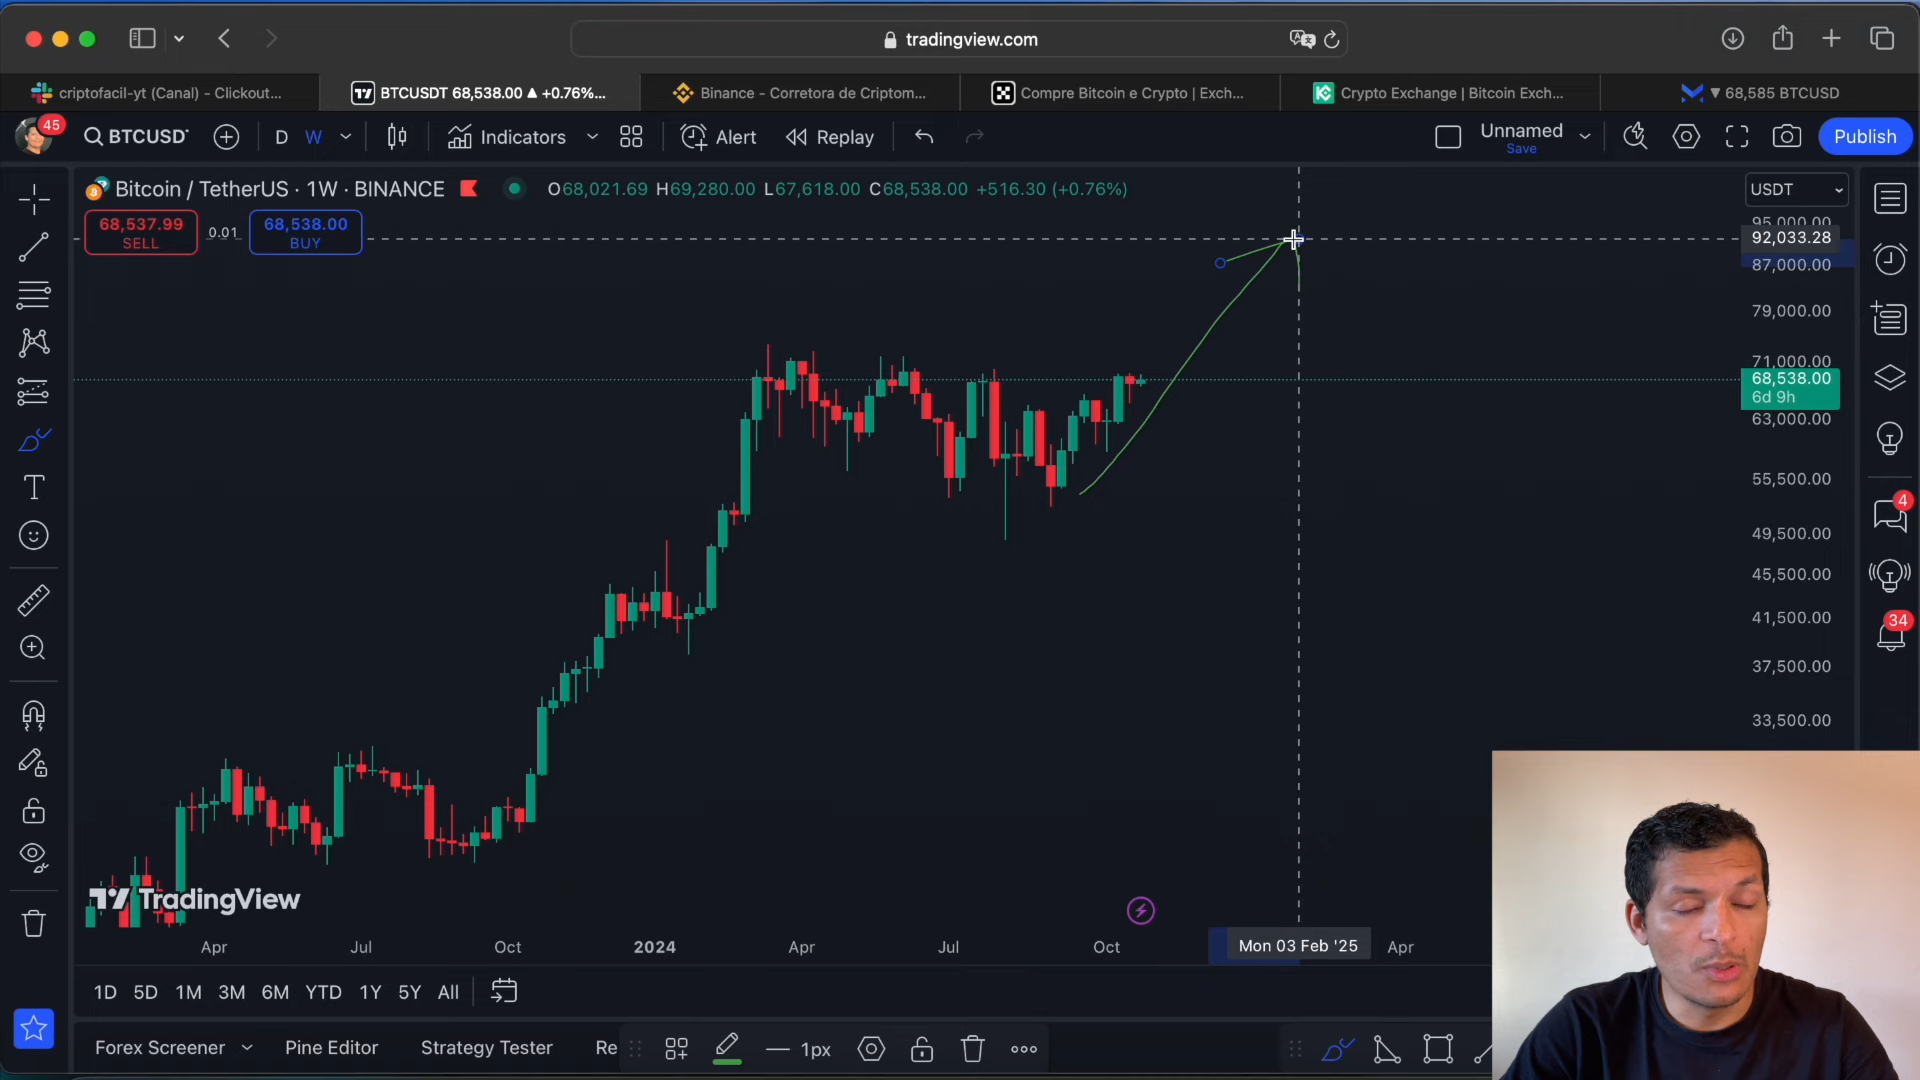 tradingview.com
criptofacil-yt (Canal) - Clickout...
BTCUSDT 68,538.00 ▲ +0.76%...
Binance - Corretora de Criptom...
Compre Bitcoin e Crypto | Exch...
Crypto Exchange | Bitcoin Exch...
▼ 68,585 BTCUSD
45
BTCUSD
D W
Indicators
Alert
Replay
Unnamed
Save
Publish
Bitcoin / TetherUS · 1W · BINANCE
O68,021.69 H69,280.00 L67,618.00 C68,538.00 +516.30 (+0.76%)
USDT
68,537.99
SELL
0.01
68,538.00
BUY
95,000.00
92,033.28
87,000.00
79,000.00
71,000.00
68,538.00
6d 9h
63,000.00
55,500.00
49,500.00
45,500.00
41,500.00
37,500.00
33,500.00
4
34
TradingView
Apr Jul Oct 2024 Apr Jul Oct Mon 03 Feb '25 Apr
1D 5D 1M 3M 6M YTD 1Y 5Y All
Forex Screener Pine Editor Strategy Tester Re 1px